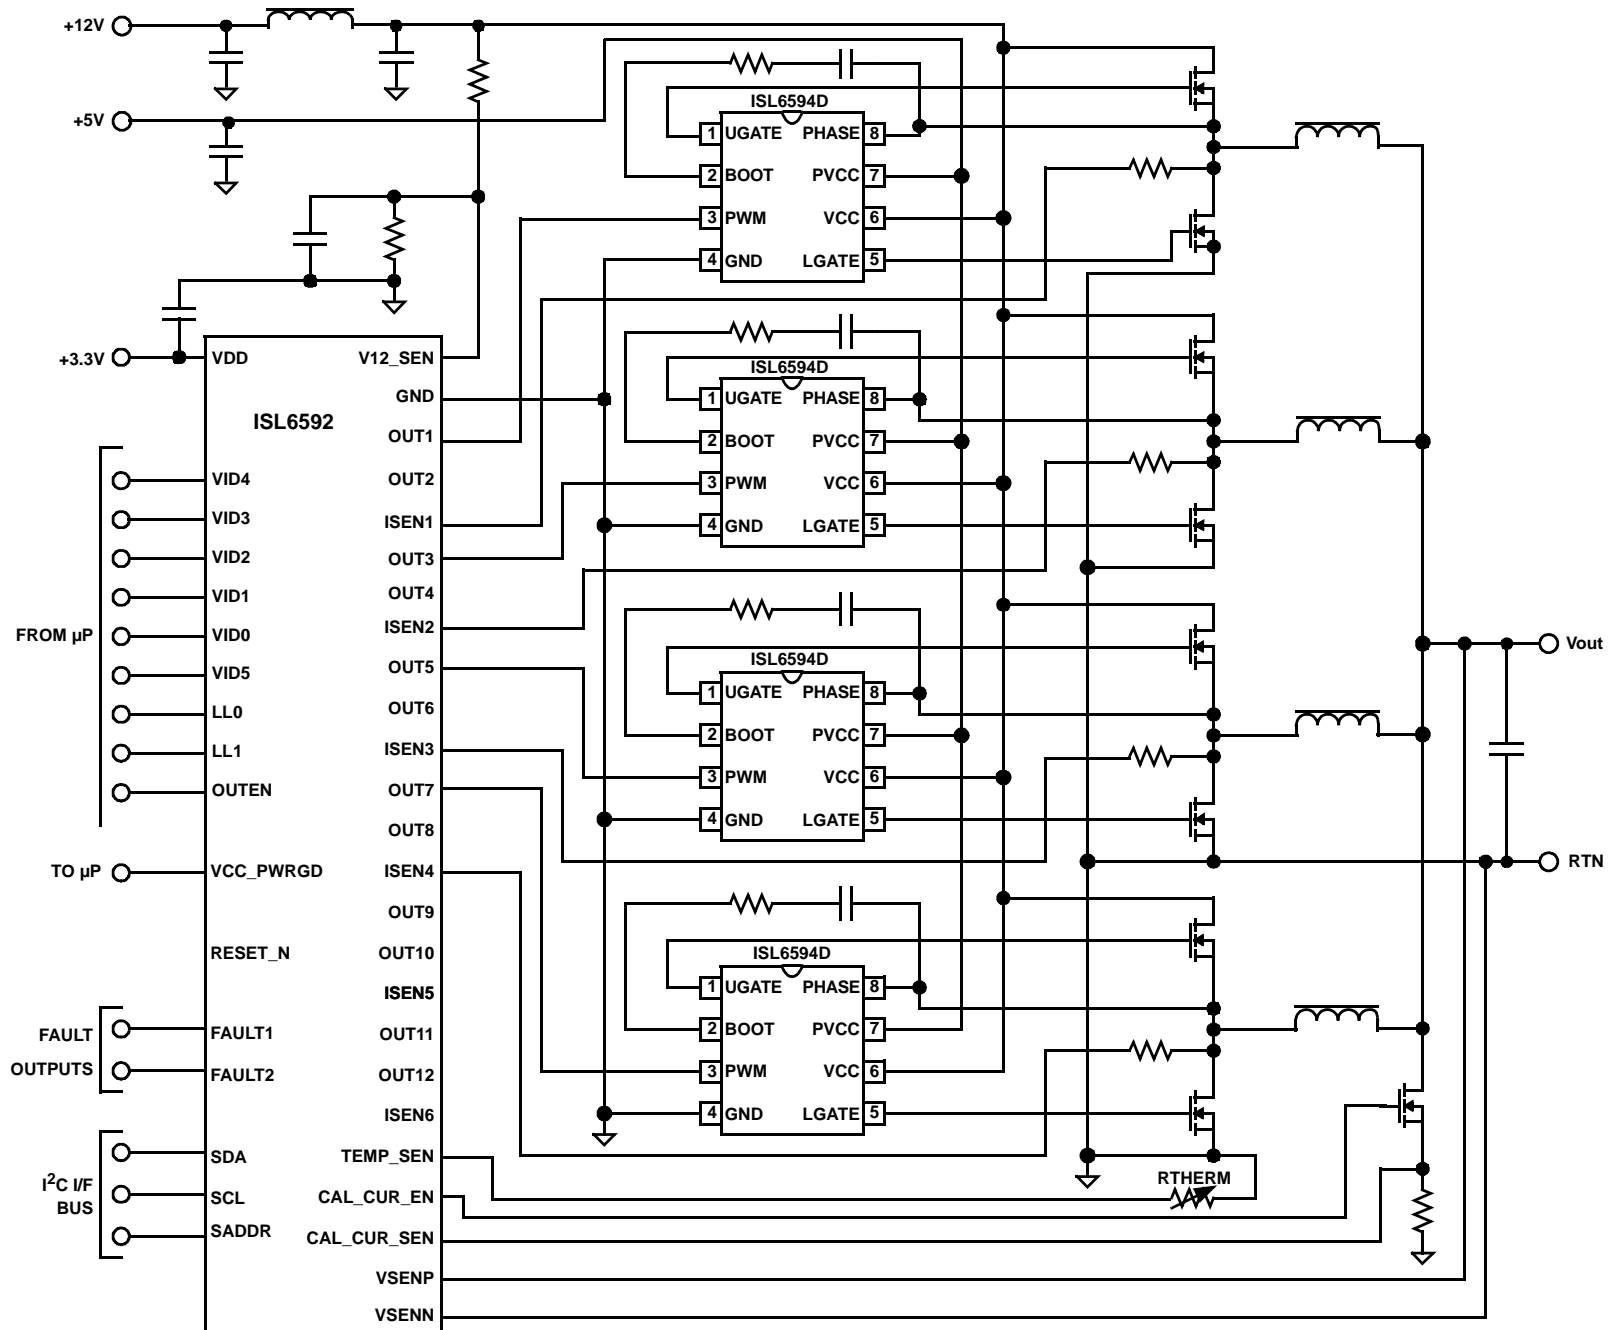 +12V
+5V
+3.3V
VDD
V12_SEN
GND
ISL6592
OUT1
OUT2
ISEN1
OUT3
OUT4
ISEN2
OUT5
OUT6
ISEN3
OUT7
OUT8
ISEN4
OUT9
OUT10
ISEN5
OUT11
OUT12
ISEN6
TEMP_SEN
CAL_CUR_EN
CAL_CUR_SEN
VSENP
VSENN
FROM µP
VID4
VID3
VID2
VID1
VID0
VID5
LL0
LL1
OUTEN
TO µP
VCC_PWRGD
RESET_N
FAULT
OUTPUTS
FAULT1
FAULT2
I2C I/F
BUS
SDA
SCL
SADDR
ISL6594D
1 UGATE PHASE 8
2 BOOT PVCC 7
3 PWM VCC 6
4 GND LGATE 5
ISL6594D
1 UGATE PHASE 8
2 BOOT PVCC 7
3 PWM VCC 6
4 GND LGATE 5
ISL6594D
1 UGATE PHASE 8
2 BOOT PVCC 7
3 PWM VCC 6
4 GND LGATE 5
ISL6594D
1 UGATE PHASE 8
2 BOOT PVCC 7
3 PWM VCC 6
4 GND LGATE 5
RTHERM
Vout
RTN